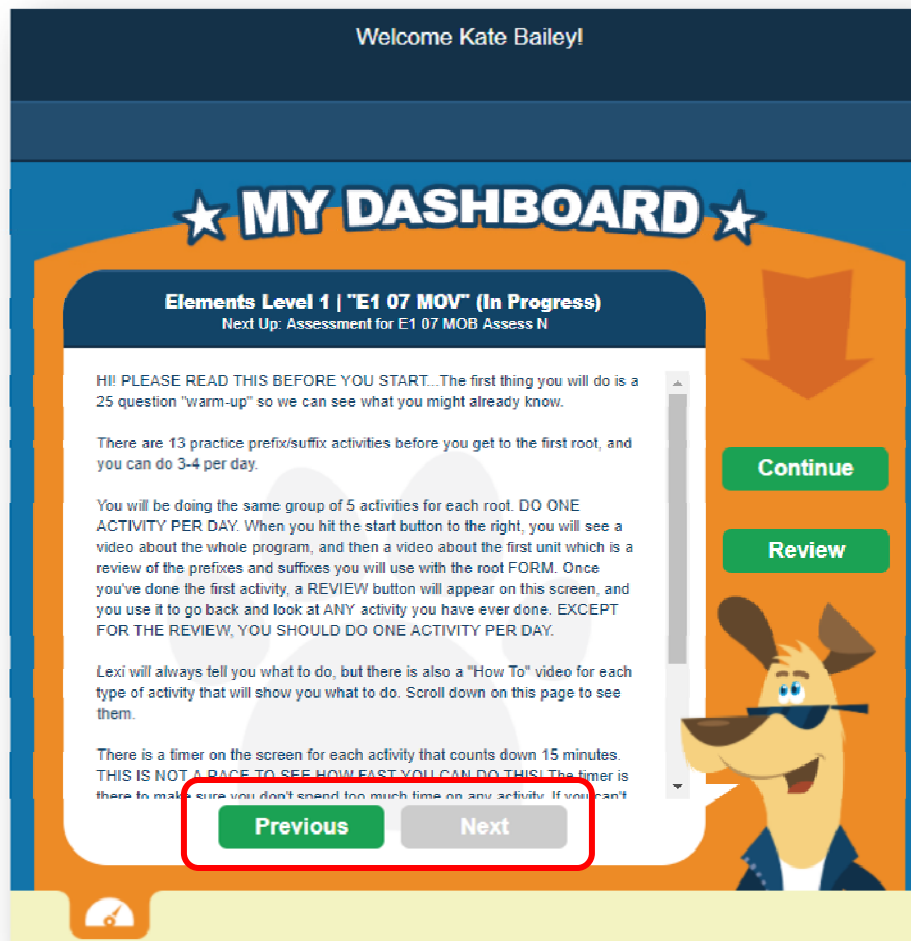 Welcome Kate Bailey!
MY DASHBOARD
Elements Level 1 | "E1 07 MOV" (In Progress)
Next Up: Assessment for E1 07 MOB Assess N
HI! PLEASE READ THIS BEFORE YOU START...The first thing you will do is a
25 question "warm-up" so we can see what you might already know.
There are 13 practice prefix/suffix activities before you get to the first root, and
you can do 3-4 per day.
You will be doing the same group of 5 activities for each root. DO ONE
ACTIVITY PER DAY. When you hit the start button to the right, you will see a
video about the whole program, and then a video about the first unit which is a
review of the prefixes and suffixes you will use with the root FORM. Once
you've done the first activity, a REVIEW button will appear on this screen, and
you use it to go back and look at ANY activity you have ever done. EXCEPT
FOR THE REVIEW, YOU SHOULD DO ONE ACTIVITY PER DAY.
Lexi will always tell you what to do, but there is also a "How To" video for each
type of activity that will show you what to do. Scroll down on this page to see
them.
There is a timer on the screen for each activity that counts down 15 minutes.
THIS IS NOT A RACE TO SEE HOW FAST YOU CAN DO THIS! The timer is
there to make sure you don't spend too much time on any activity. If you can't
Previous
Next
Continue
Review